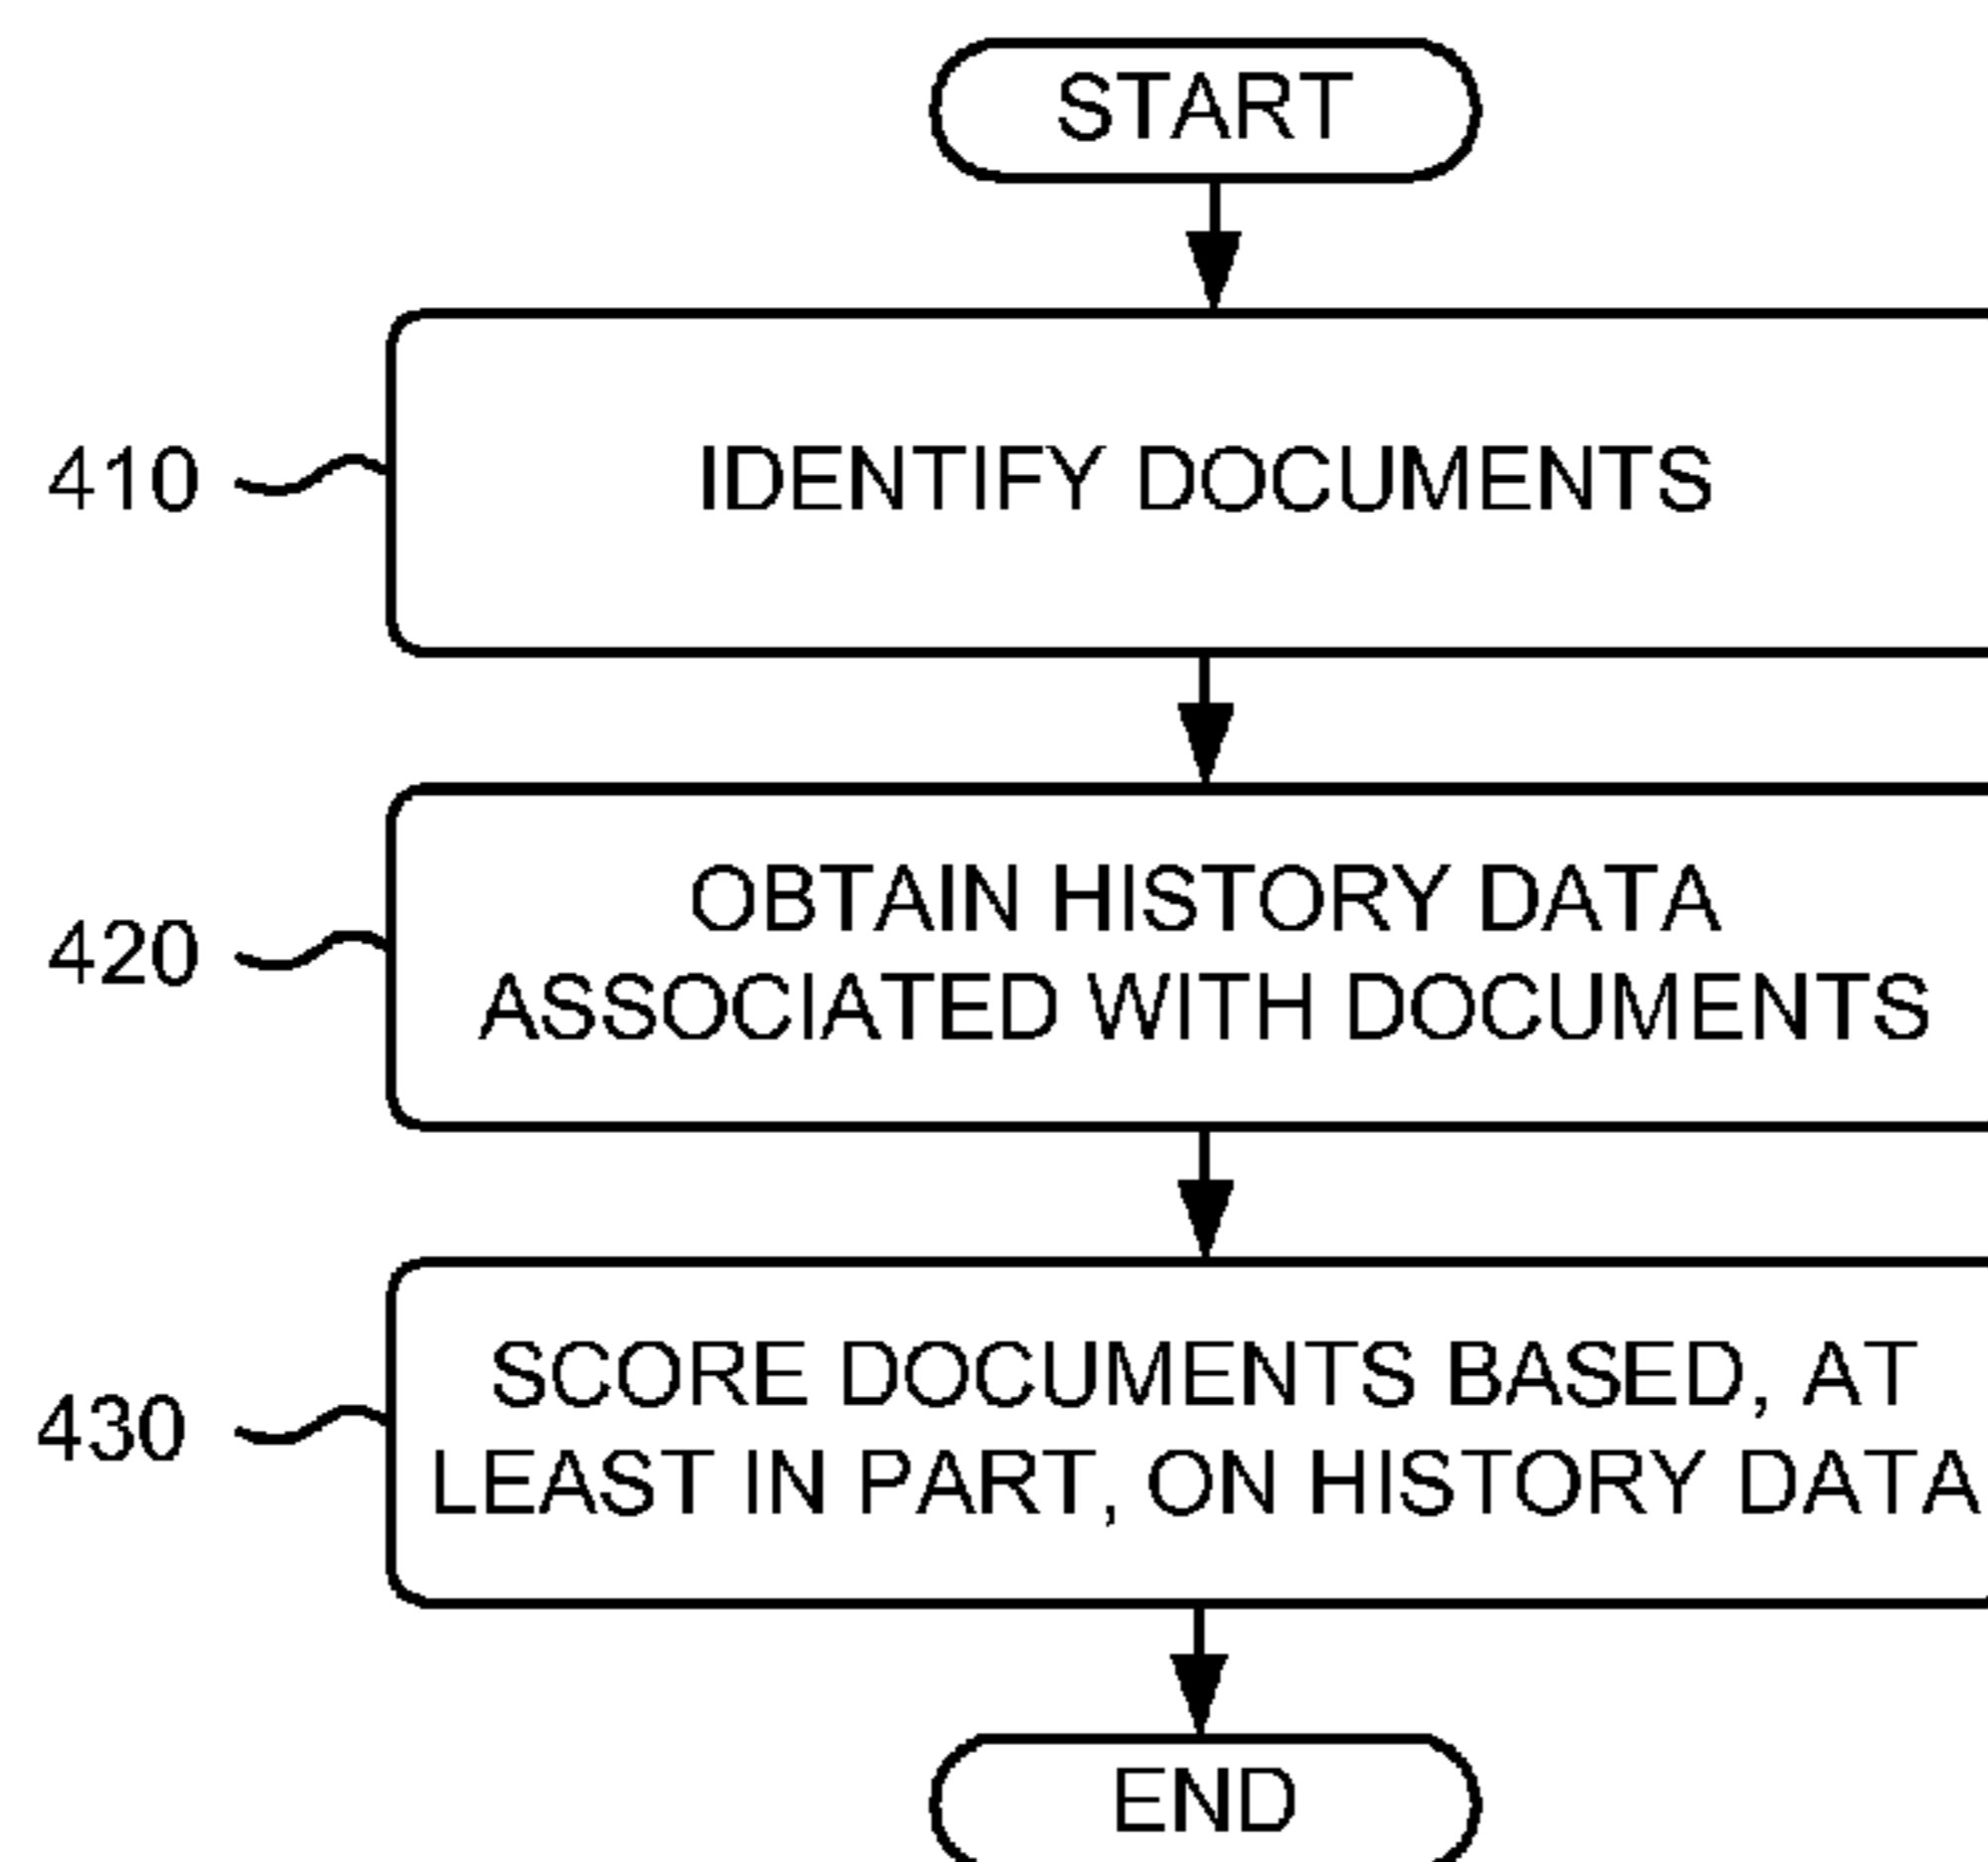 START
410
IDENTIFY DOCUMENTS
420
OBTAIN HISTORY DATA
ASSOCIATED WITH DOCUMENTS
430
SCORE DOCUMENTS BASED, AT
LEAST IN PART, ON HISTORY DATA
END